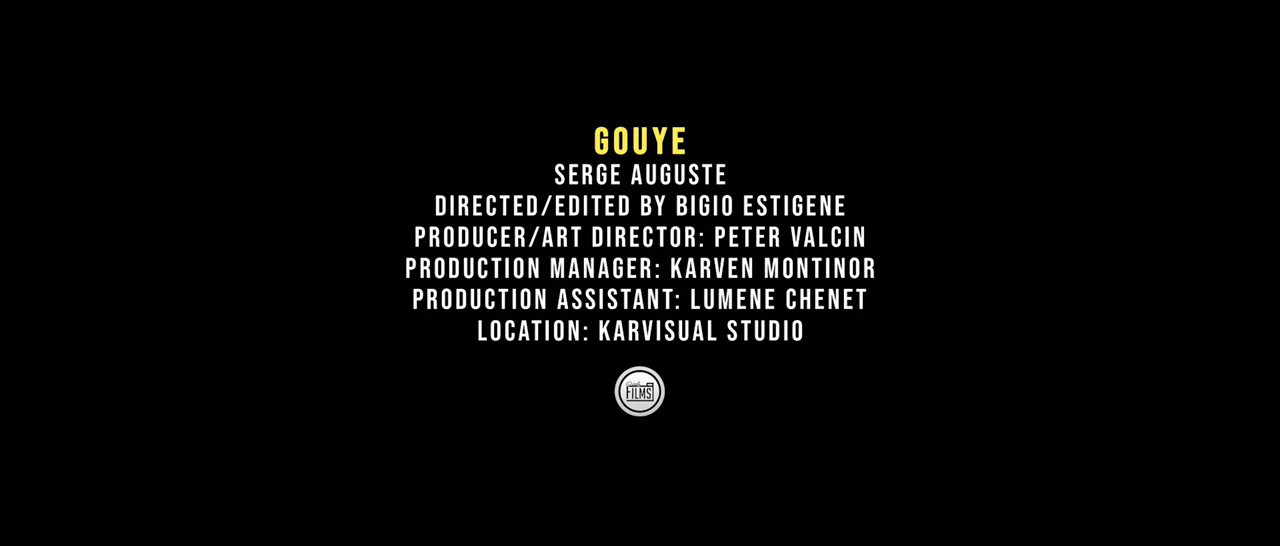 GOUYE
SERGE AUGUSTE
DIRECTED/EDITED BY BIGIO ESTIGENE
PRODUCER/ART DIRECTOR: PETER VALCIN
PRODUCTION MANAGER: KARVEN MONTINOR
PRODUCTION ASSISTANT: LUMENE CHENET
LOCATION: KARVISUAL STUDIO
FILMS